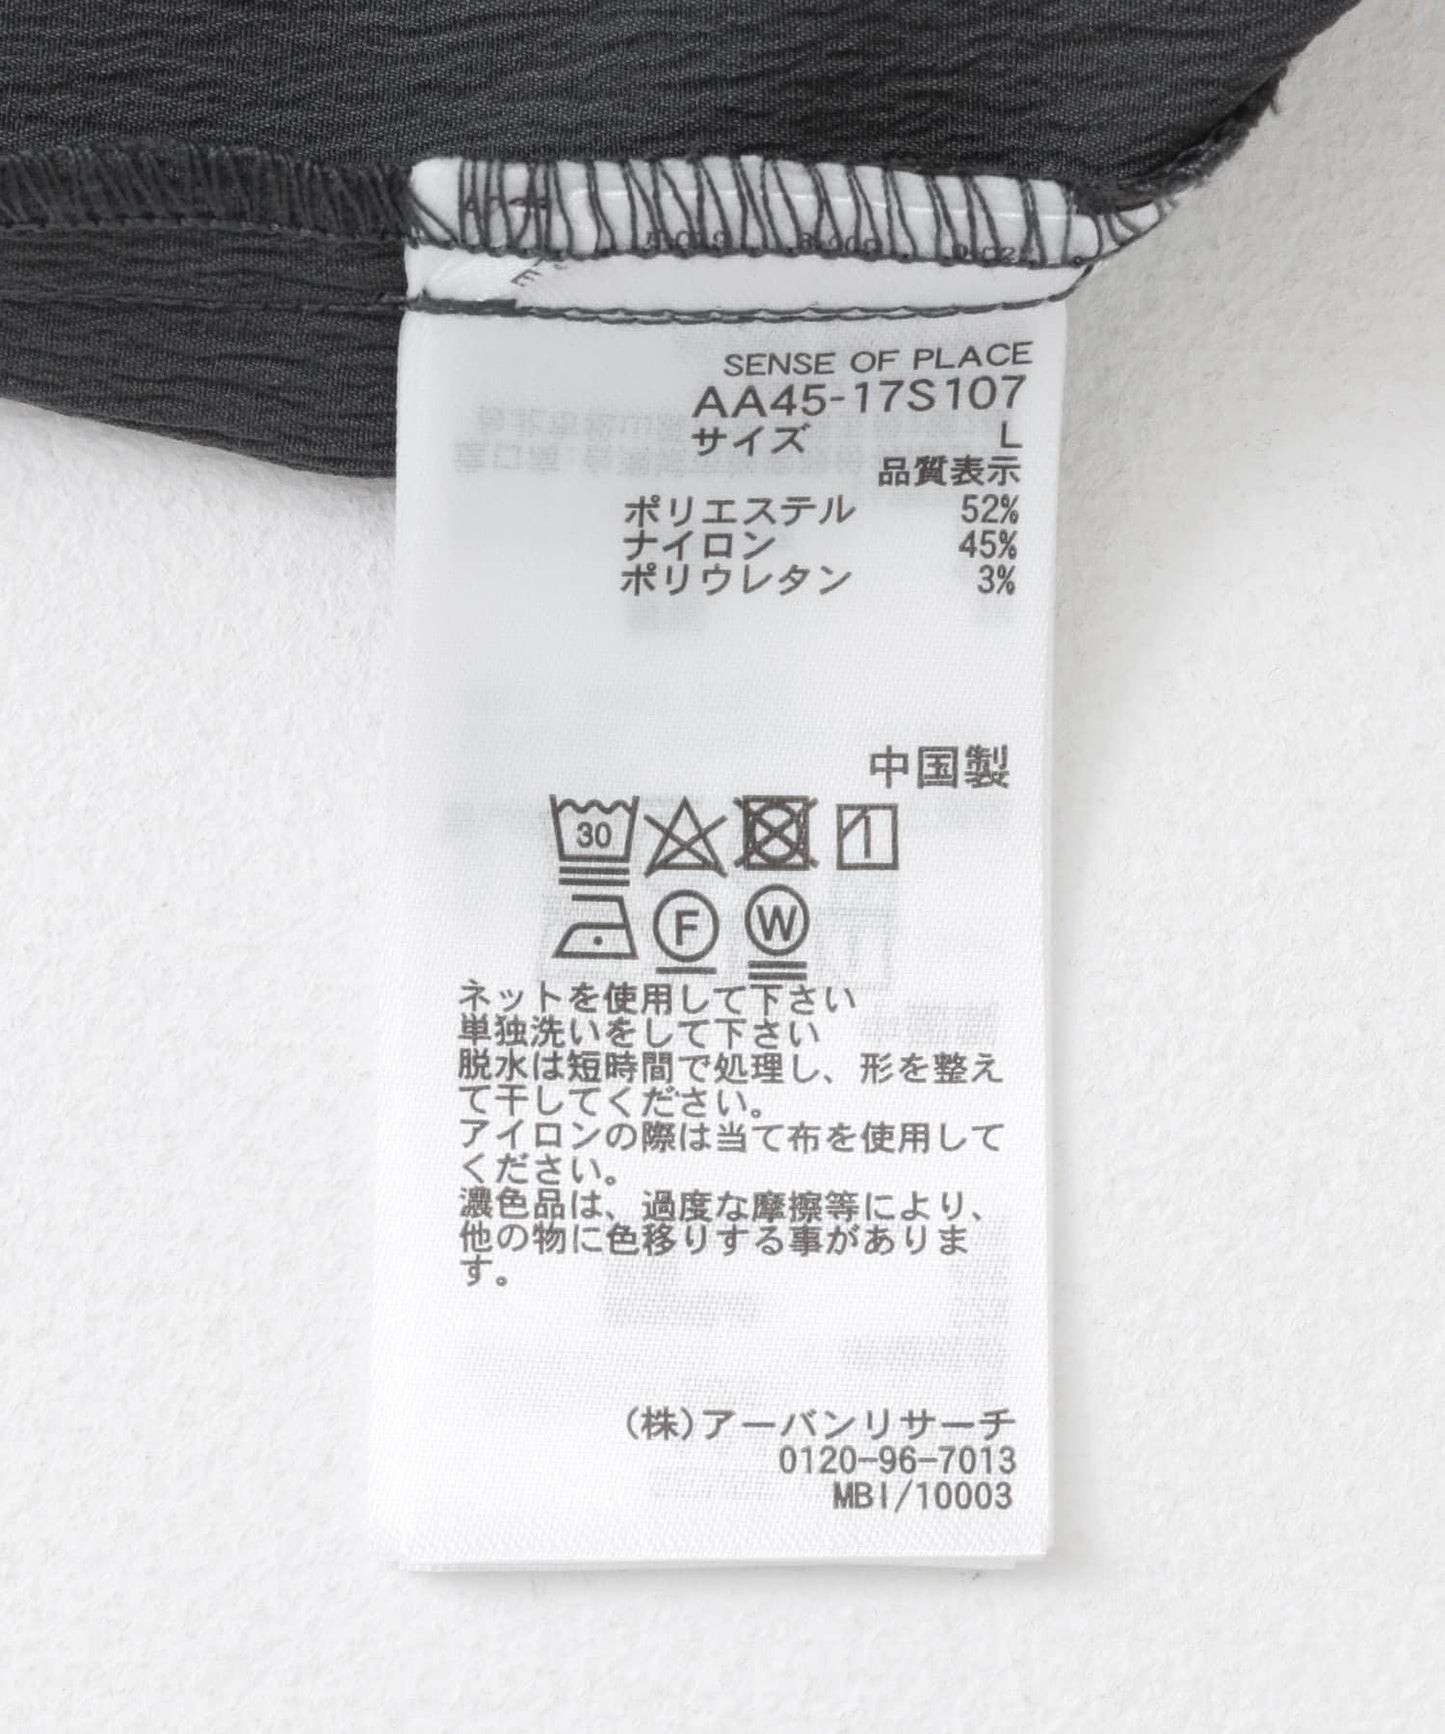 SENSE OF PLACE
AA45-17S107
サイズ L
品質表示
ポリエステル 52%
ナイロン 45%
ポリウレタン 3%
中国製
30
F W
ネットを使用して下さい
単独洗いをして下さい
脱水は短時間で処理し、形を整え
て干してください。
アイロンの際は当て布を使用して
ください。
濃色品は、過度な摩擦等により、
他の物に色移りする事がありま
す。
(株)アーバンリサーチ
0120-96-7013
MBI/10003